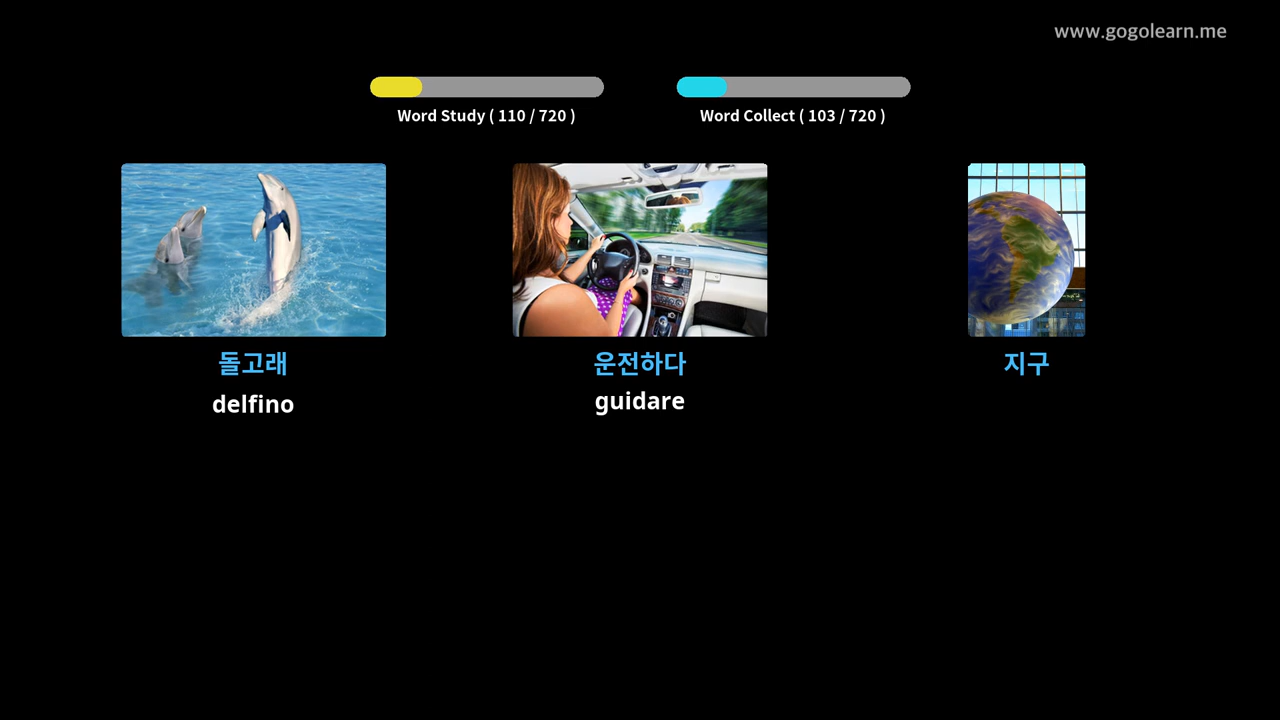 www.gogolearn.me
Word Study ( 110 / 720 )
Word Collect ( 103 / 720 )
돌고래
운전하다
지구
delfino
guidare